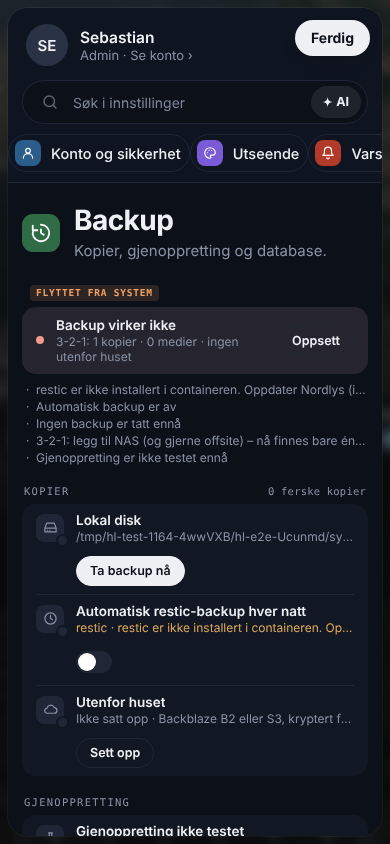 SE
Sebastian
Admin · Se konto ›
Ferdig
Søk i innstillinger
AI
Konto og sikkerhet
Utseende
Vars
Backup
Kopier, gjenoppretting og database.
FLYTTET FRA SYSTEM
Backup virker ikke
3-2-1: 1 kopier · 0 medier · ingen
utenfor huset
Oppsett
· restic er ikke installert i containeren. Oppdater Nordlys (i...
· Automatisk backup er av
· Ingen backup er tatt ennå
· 3-2-1: legg til NAS (og gjerne offsite) – nå finnes bare én...
· Gjenoppretting er ikke testet ennå
KOPIER
0 ferske kopier
Lokal disk
/tmp/hl-test-1164-4wwVXB/hl-e2e-Ucunmd/sy...
Ta backup nå
Automatisk restic-backup hver natt
restic · restic er ikke installert i containeren. Op...
Utenfor huset
Ikke satt opp · Backblaze B2 eller S3, kryptert f...
Sett opp
GJENOPPRETTING
Gjenoppretting ikke testet